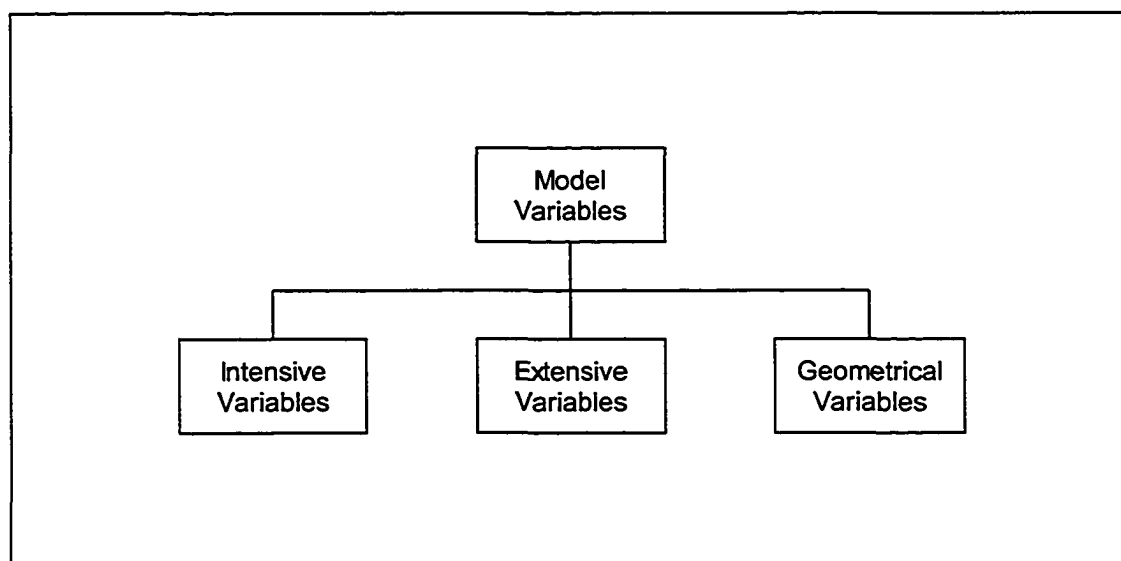 Model
Variables
Intensive
Variables
Extensive
Variables
Geometrical
Variables